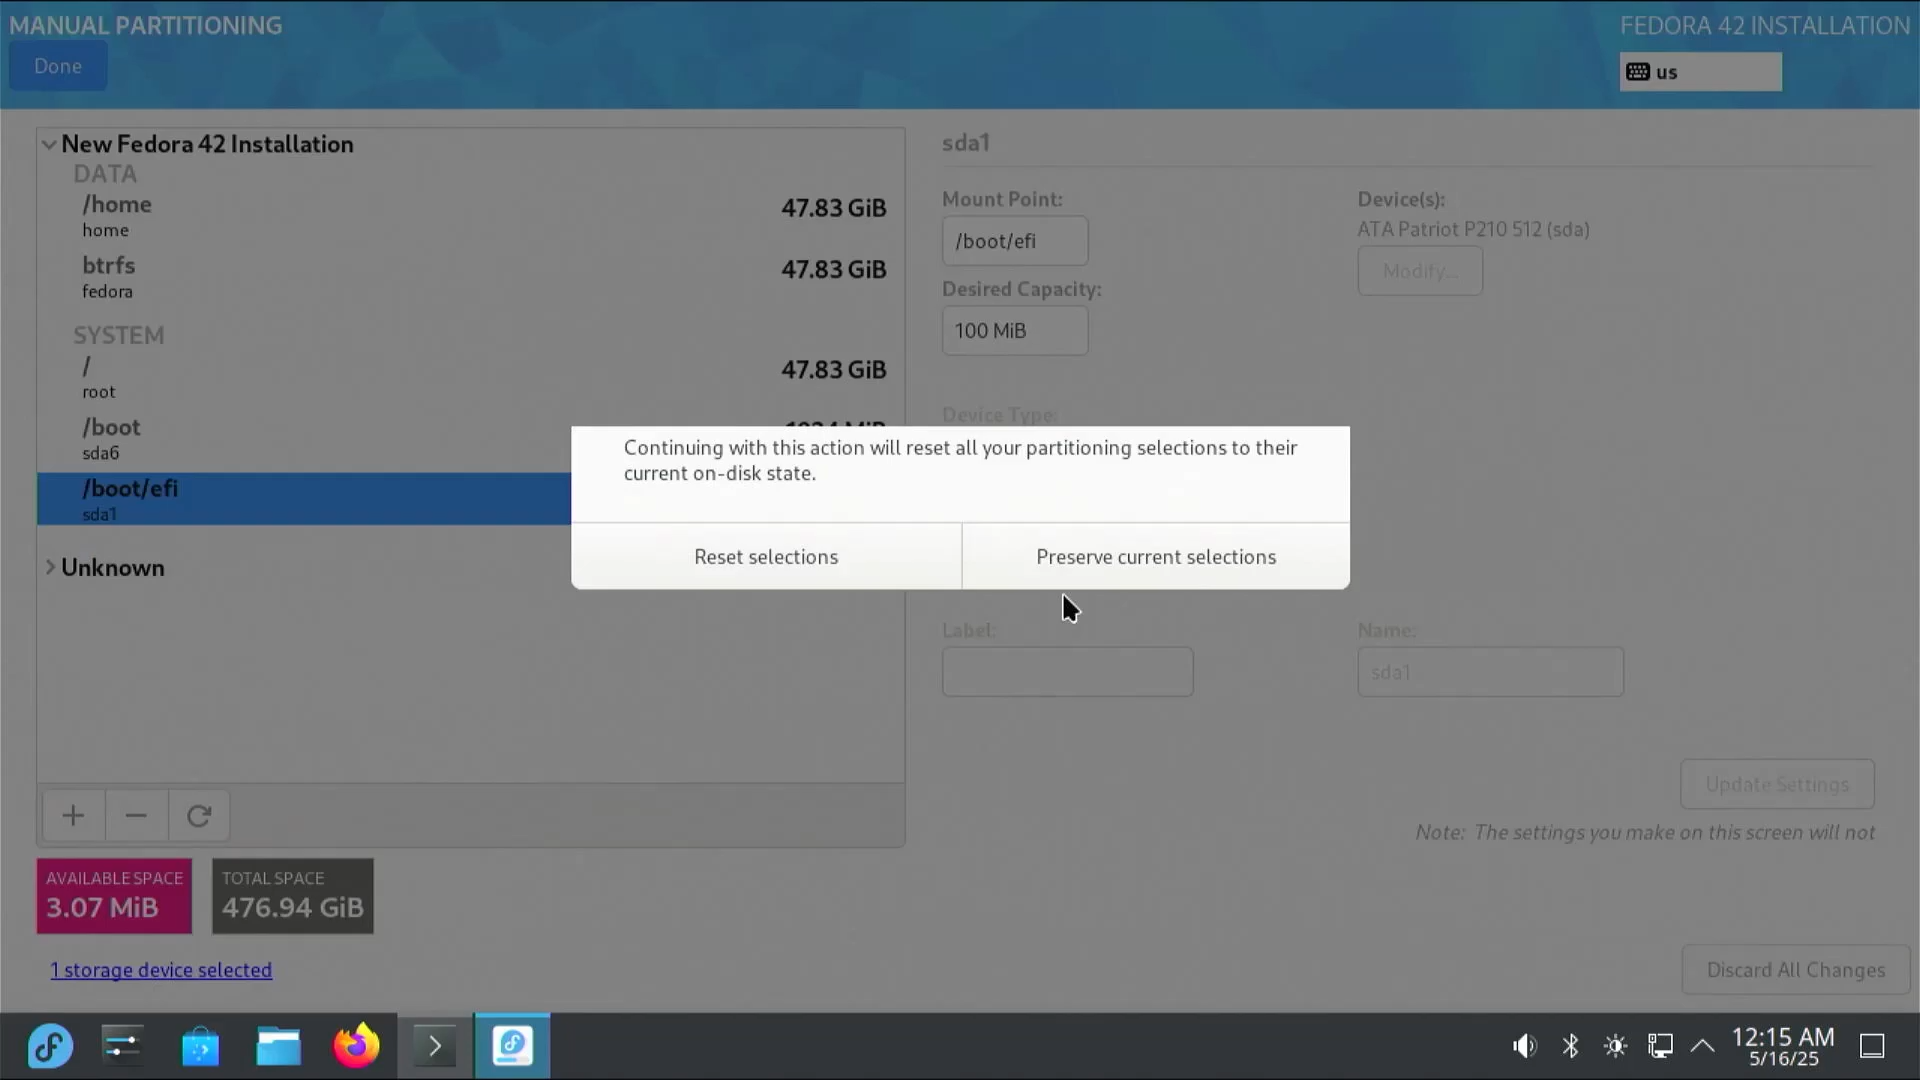 MANUAL PARTITIONING
FEDORA 42 INSTALLATION
Done
us
New Fedora 42 Installation
DATA
/home
47.83 GiB
home
btrfs
47.83 GiB
fedora
SYSTEM
/
47.83 GiB
root
/boot
sda6
/boot/efi
sda1
Unknown
sda1
Mount Point:
/boot/efi
Desired Capacity:
100 MiB
Device(s):
ATA Patriot P210 512 (sda)
Modify...
Device Type:
Continuing with this action will reset all your partitioning selections to their
current on-disk state.
Reset selections
Preserve current selections
Label:
Name:
sda1
Update Settings
Note: The settings you make on this screen will not
AVAILABLE SPACE
3.07 MiB
TOTAL SPACE
476.94 GiB
1 storage device selected
Discard All Changes
12:15 AM
5/16/25